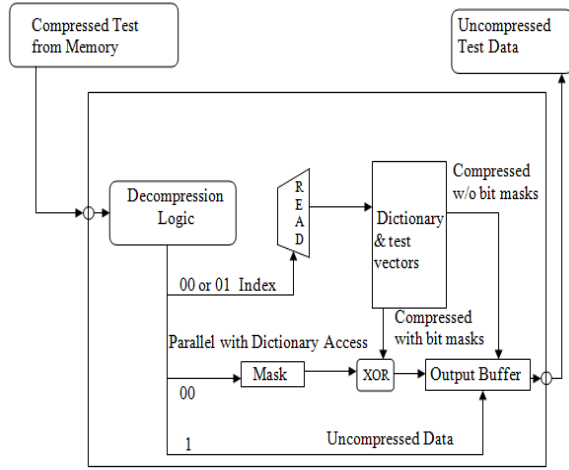 Compressed Test
from Memory
Uncompressed
Test Data
Decompression
Logic
R
E
A
D
Dictionary
& test
vectors
Compressed
w/o bit masks
00 or 01 Index
Compressed
with bit masks
Parallel with Dictionary Access
Mask
XOR
Output Buffer
00
1
Uncompressed Data